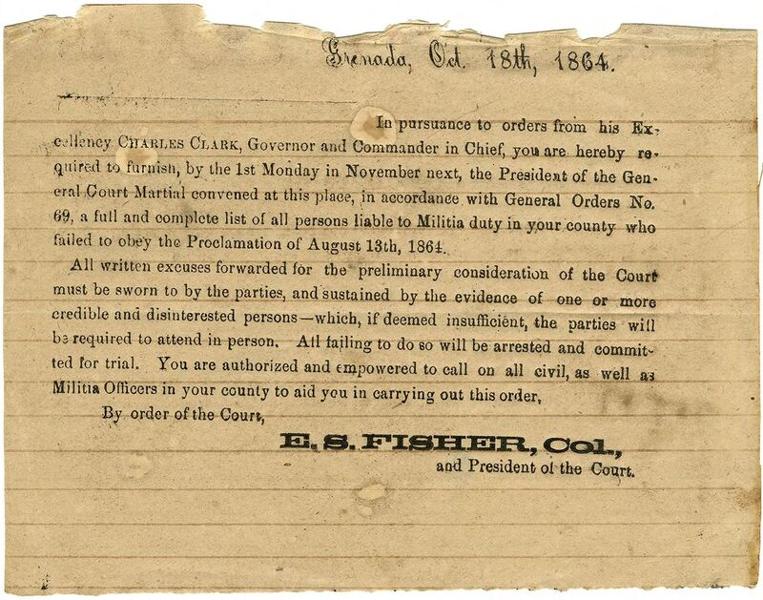 Grenada, Oct. 18th, 1864.
In pursuance to orders from his Ex-
cellency CHARLES CLARK, Governor and Commander in Chief, you are hereby re-
quired to furnish, by the 1st Monday in November next, the President of the Gen-
eral Court Martial convened at this place, in accordance with General Orders No.
69, a full and complete list of all persons liable to Militia duty in your county who
failed to obey the Proclamation of August 13th, 1864.
All written excuses forwarded for the preliminary consideration of the Court
must be sworn to by the parties, and sustained by the evidence of one or more
credible and disinterested persons—which, if deemed insufficient, the parties will
be required to attend in person. All failing to do so will be arrested and commit-
ted for trial. You are authorized and empowered to call on all civil, as well as
Militia Officers in your county to aid you in carrying out this order,
By order of the Court,
E. S. FISHER, Col.,
and President of the Court.